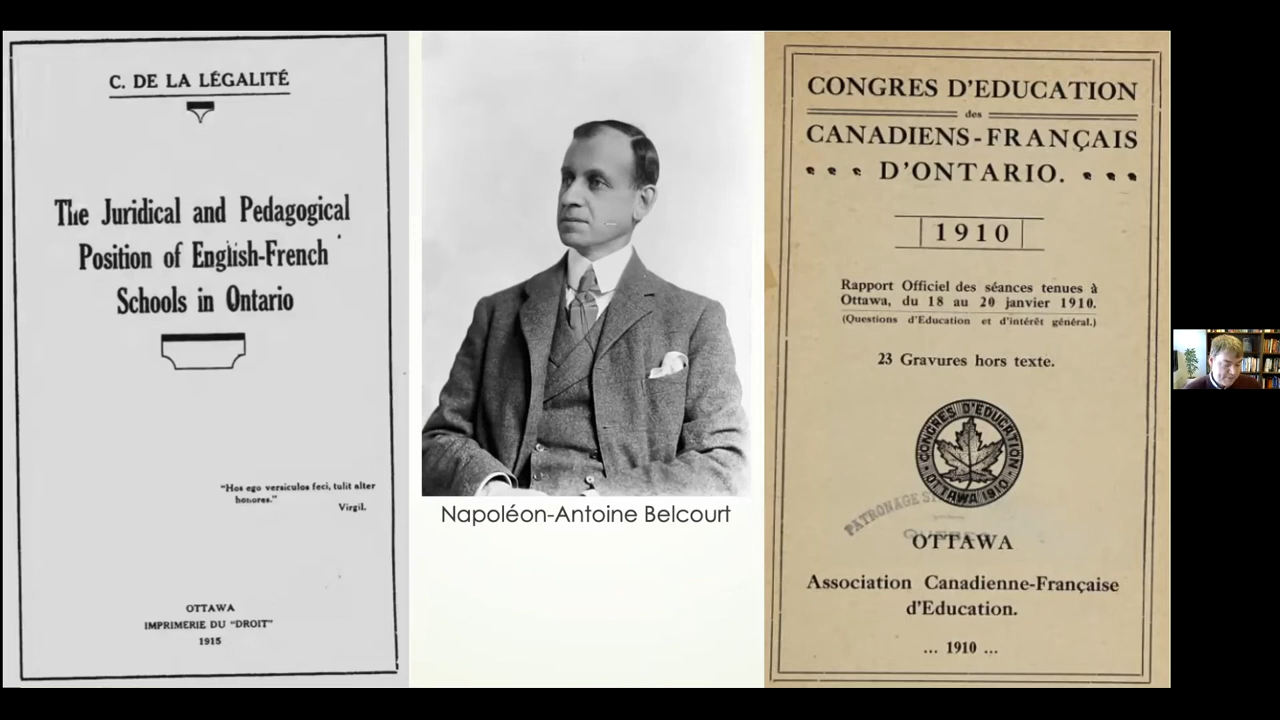 C. DE LA LÉGALITÉ
The Juridical and Pedagogical
Position of English-French
Schools in Ontario
"Hos ego versiculos feci, tulit alter
honores."
Virgil.
OTTAWA
IMPRIMERIE DU "DROIT"
1915
Napoléon-Antoine Belcourt
CONGRES D'EDUCATION
des
CANADIENS-FRANÇAIS
D'ONTARIO.
1910
Rapport Officiel des séances tenues à
Ottawa, du 18 au 20 janvier 1910.
(Questions d'Education et d'intérêt général.)
23 Gravures hors texte.
CONGRES D'EDUCATION
OTTAWA 1910
PATRONAGE
OTTAWA
Association Canadienne-Française
d'Education.
... 1910 ...